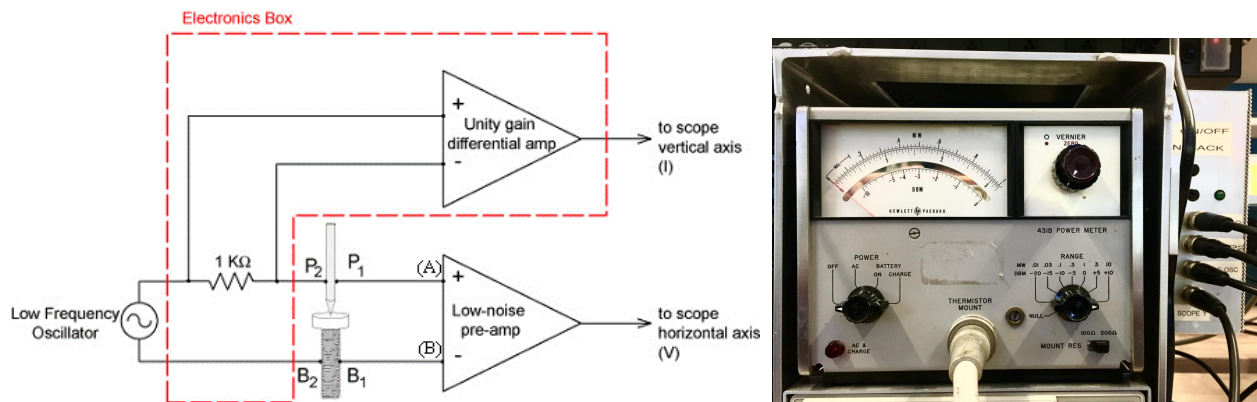 Electronics Box
+
Unity gain
differential amp
-
to scope
vertical axis
(I)
1 KΩ
P2 P1
(A)
+
Low-noise
pre-amp
(B)
-
B2 B1
to scope
horizontal axis
(V)
Low Frequency
Oscillator
MW
DBM
HEWLETT PACKARD
VERNIER
ZERO
431B POWER METER
POWER
OFF AC BATTERY
ON CHARGE
AC &
CHARGE
THERMISTOR
MOUNT
RANGE
MW .01 .03 .1 .3 1 3 10
DBM -20 -15 -10 -5 0 +5 +10
NULL
100Ω 200Ω
MOUNT RES
ON/OFF
OSC
SCOPE Y